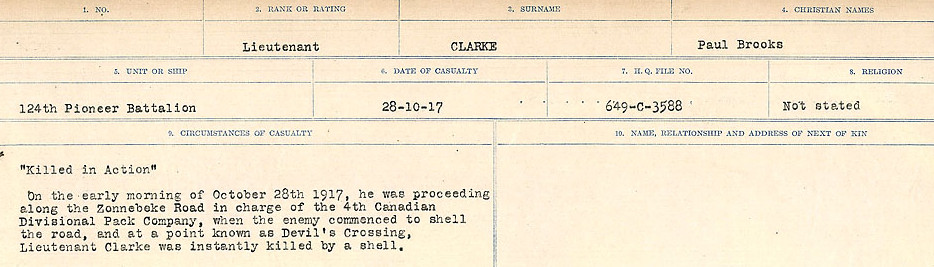 1. NO. 2. RANK OR RATING 3. SURNAME 4. CHRISTIAN NAMES
Lieutenant CLARKE Paul Brooks
5. UNIT OR SHIP 6. DATE OF CASUALTY 7. H. Q. FILE NO. 8. RELIGION
124th Pioneer Battalion 28-10-17 649-C-3588 Not stated
9. CIRCUMSTANCES OF CASUALTY 10. NAME, RELATIONSHIP AND ADDRESS OF NEXT OF KIN
"Killed in Action"
On the early morning of October 28th 1917, he was proceeding
along the Zonnebeke Road in charge of the 4th Canadian
Divisional Pack Company, when the enemy commenced to shell
the road, and at a point known as Devil's Crossing,
Lieutenant Clarke was instantly killed by a shell.